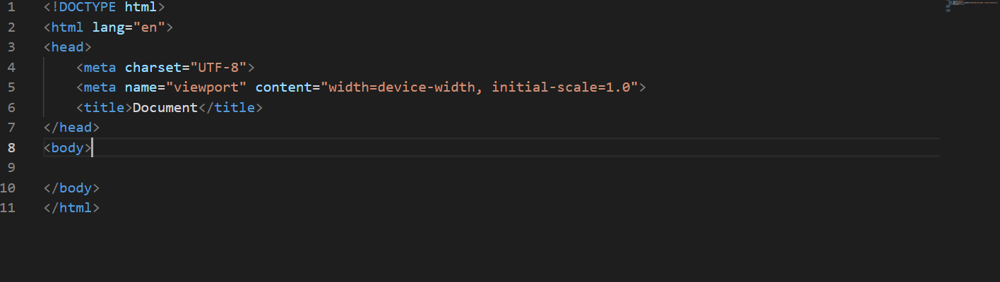 1 <!DOCTYPE html>
2 <html lang="en">
3 <head>
4     <meta charset="UTF-8">
5     <meta name="viewport" content="width=device-width, initial-scale=1.0">
6     <title>Document</title>
7 </head>
8 <body>
9
10 </body>
11 </html>